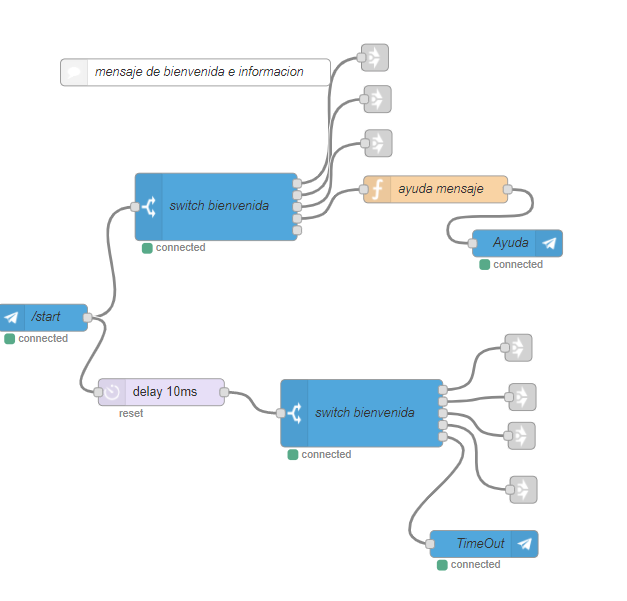 mensaje de bienvenida e informacion
ayuda mensaje
switch bienvenida
Ayuda
connected
connected
/start
connected
delay 10ms
reset
switch bienvenida
connected
TimeOut
connected